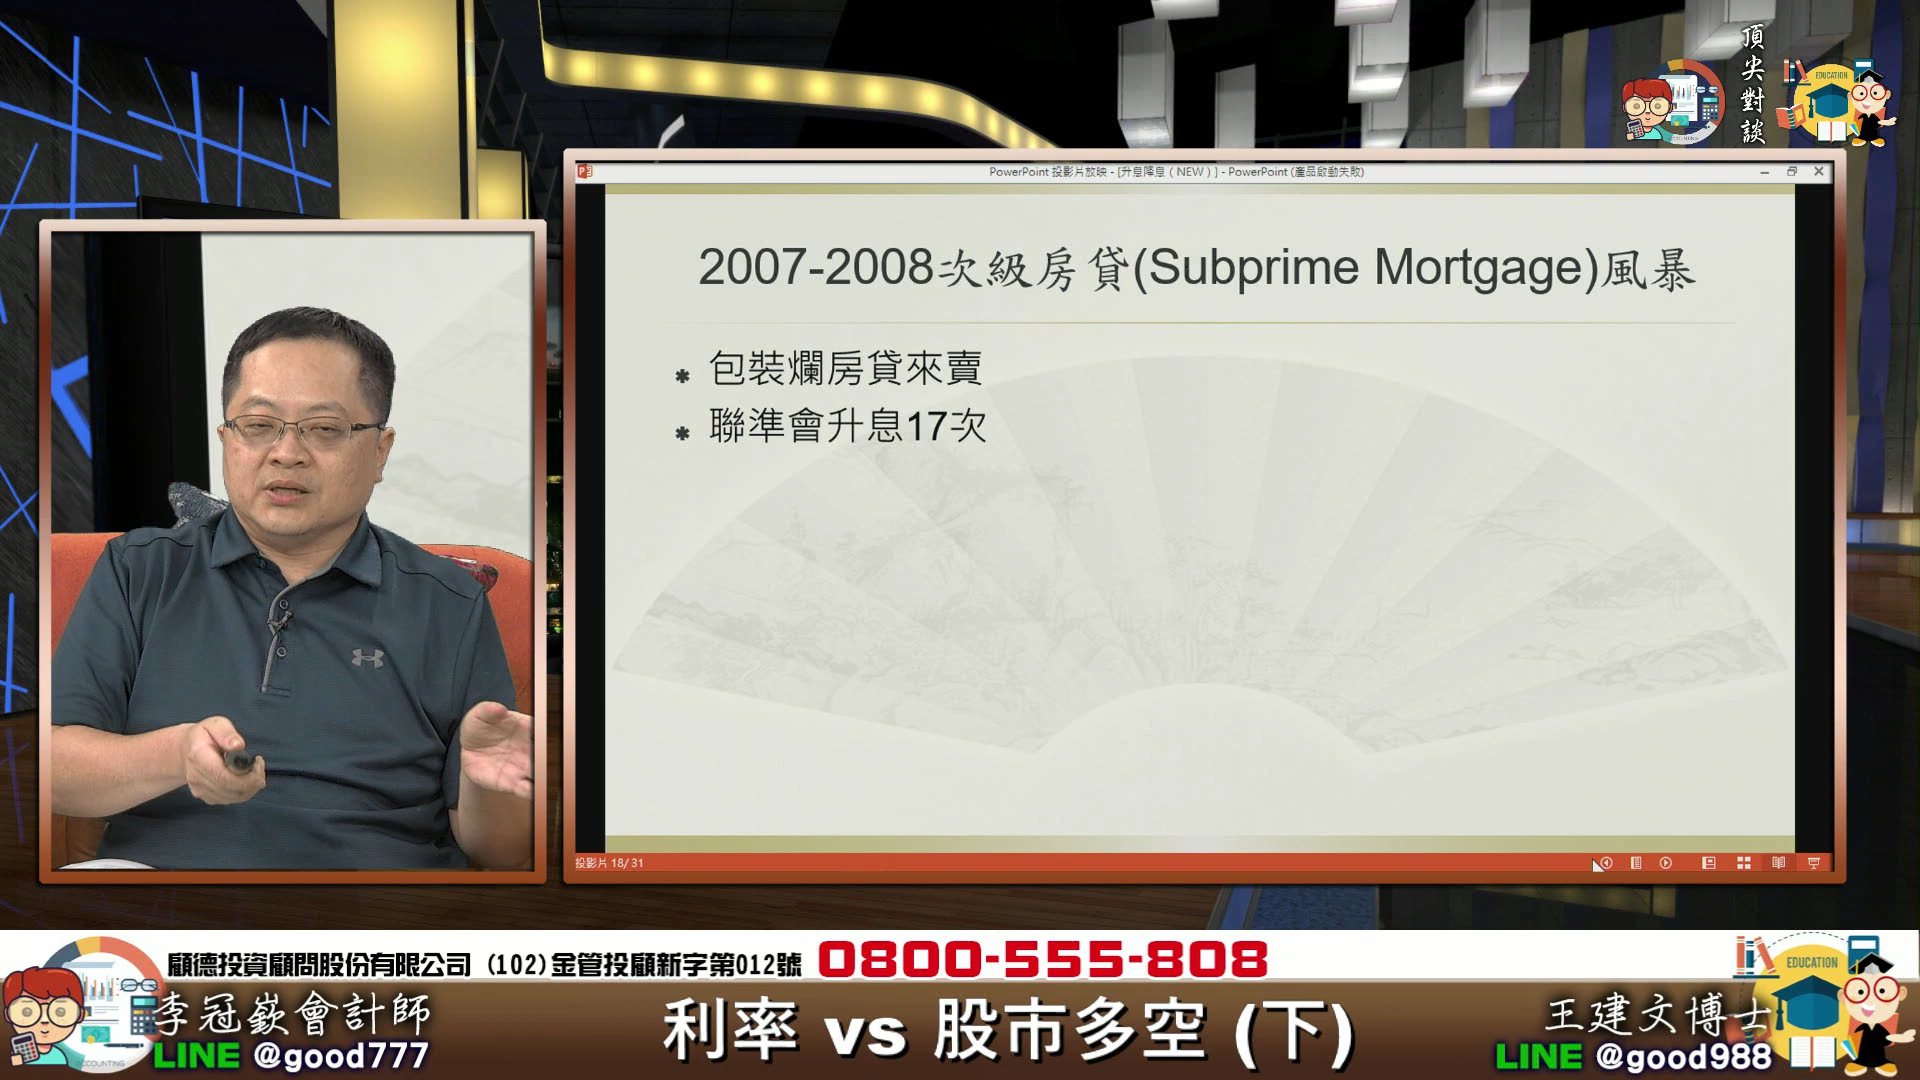 頂尖對談
EDUCATION
PowerPoint 投影片放映 - [升息降息（NEW）] - PowerPoint (產品啟動失敗)
2007-2008次級房貸(Subprime Mortgage)風暴
包裝爛房貸來賣
聯準會升息17次
投影片 18/ 31
顧德投資顧問股份有限公司 (102)金管投顧新字第012號 0800-555-808
EDUCATION
ACCOUNTING
李冠嶔會計師
LINE @good777
利率 vs 股市多空 (下)
王建文博士
LINE @good988